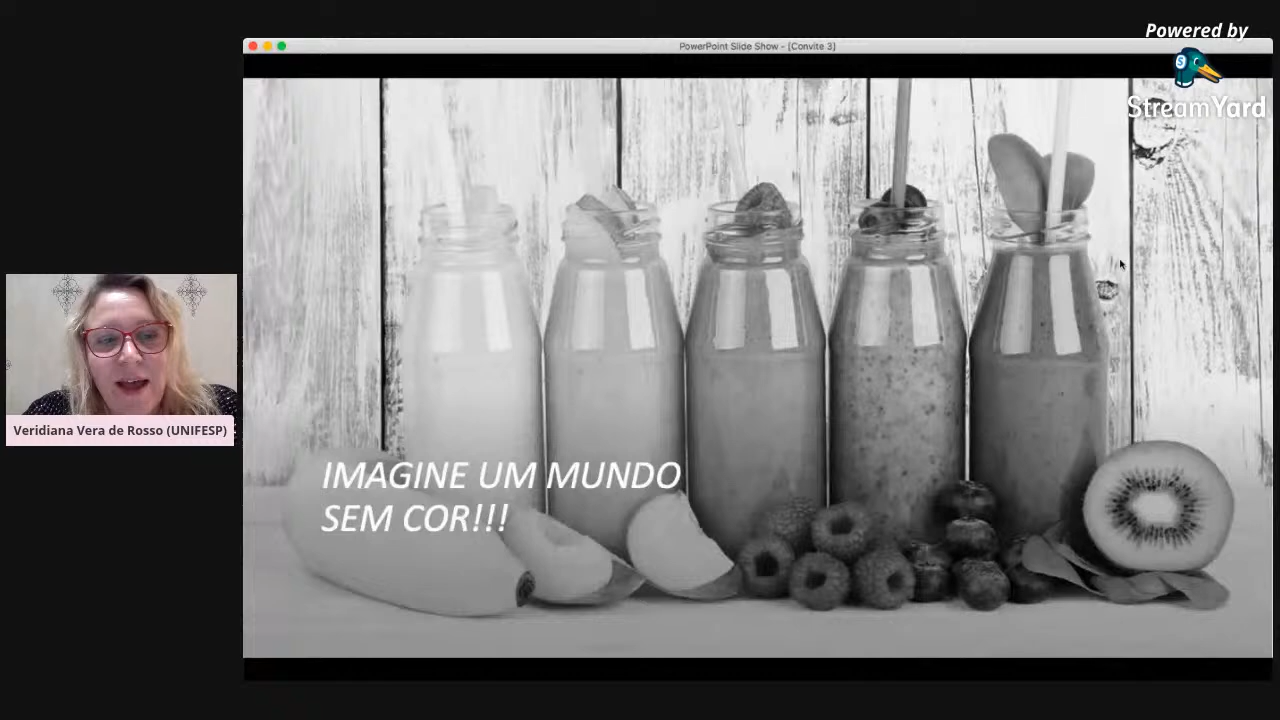 Powered by
StreamYard
PowerPoint Slide Show - [Convite 3]
IMAGINE UM MUNDO
SEM COR!!!
Veridiana Vera de Rosso (UNIFESP)